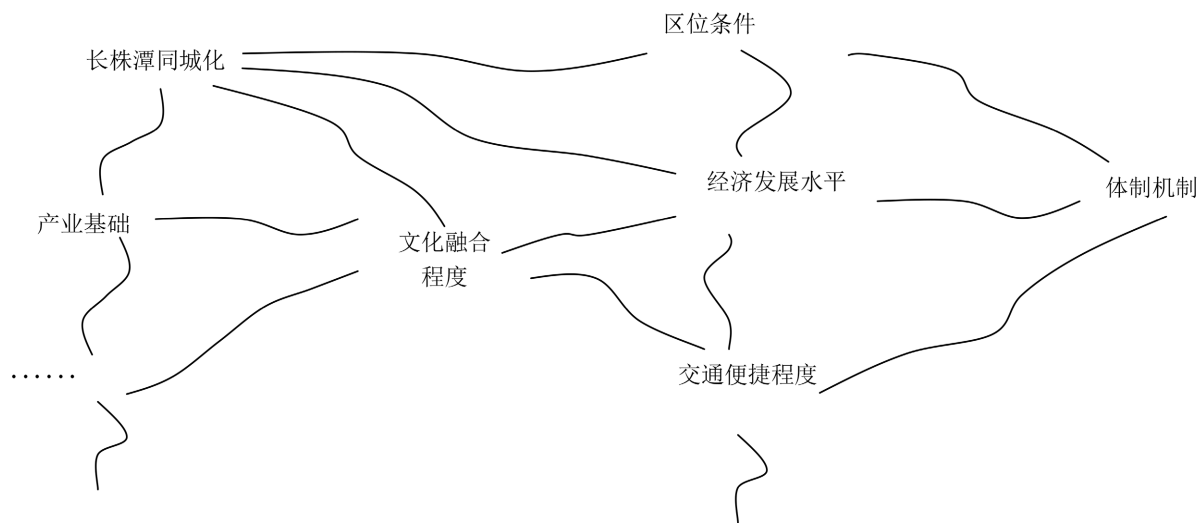 区位条件
长株潭同城化
经济发展水平
体制机制
产业基础
文化融合
程度
交通便捷程度
······